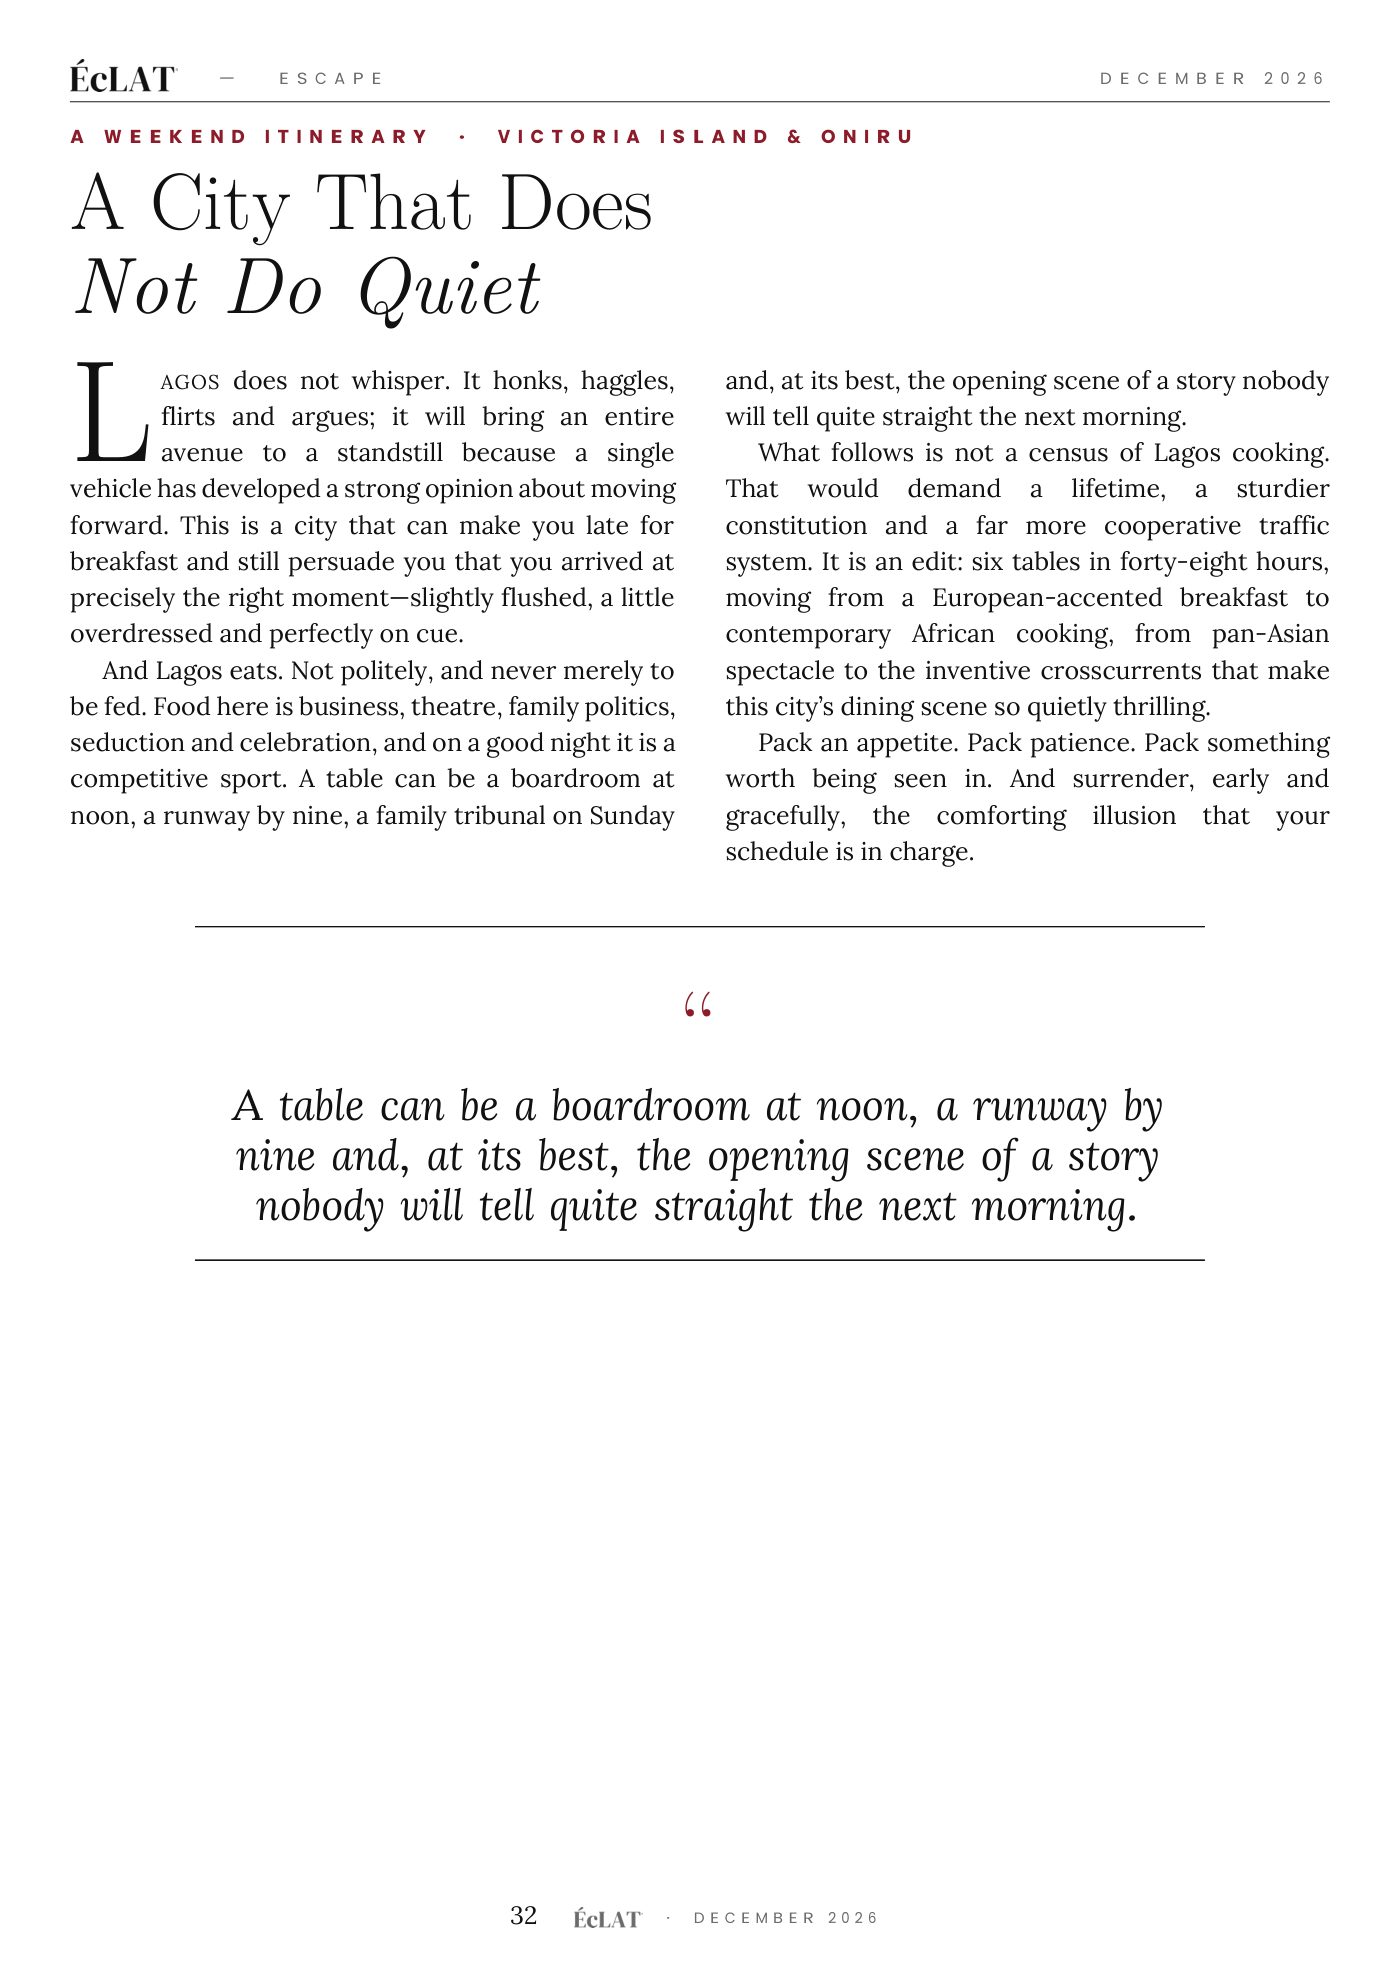 ÉcLAT — ESCAPE DECEMBER 2026
A WEEKEND ITINERARY · VICTORIA ISLAND & ONIRU
A City That Does
Not Do Quiet
LAGOS does not whisper. It honks, haggles,
flirts and argues; it will bring an entire
avenue to a standstill because a single
vehicle has developed a strong opinion about moving
forward. This is a city that can make you late for
breakfast and still persuade you that you arrived at
precisely the right moment—slightly flushed, a little
overdressed and perfectly on cue.
And Lagos eats. Not politely, and never merely to
be fed. Food here is business, theatre, family politics,
seduction and celebration, and on a good night it is a
competitive sport. A table can be a boardroom at
noon, a runway by nine, a family tribunal on Sunday
and, at its best, the opening scene of a story nobody
will tell quite straight the next morning.
What follows is not a census of Lagos cooking.
That would demand a lifetime, a sturdier
constitution and a far more cooperative traffic
system. It is an edit: six tables in forty-eight hours,
moving from a European-accented breakfast to
contemporary African cooking, from pan-Asian
spectacle to the inventive crosscurrents that make
this city’s dining scene so quietly thrilling.
Pack an appetite. Pack patience. Pack something
worth being seen in. And surrender, early and
gracefully, the comforting illusion that your
schedule is in charge.
“
A table can be a boardroom at noon, a runway by
nine and, at its best, the opening scene of a story
nobody will tell quite straight the next morning.
32 ÉcLAT · DECEMBER 2026